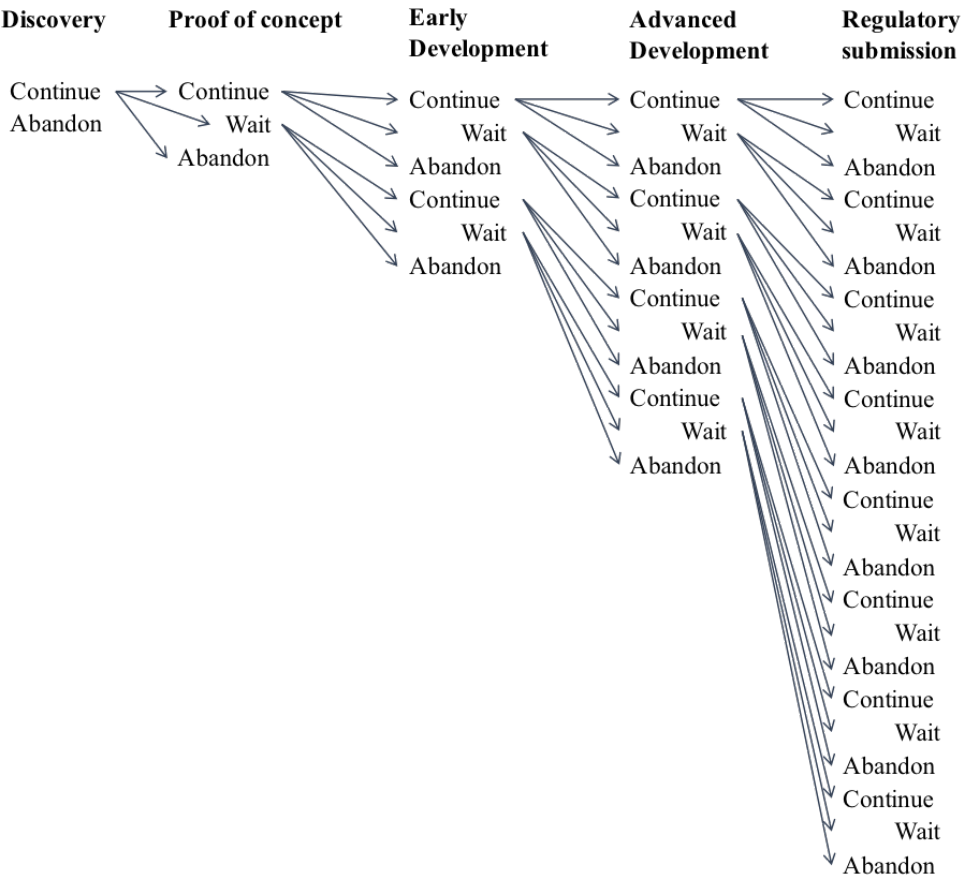 Discovery
Proof of concept
Early
Development
Advanced
Development
Regulatory
submission
Continue
Abandon
Continue
Wait
Abandon
Continue
Wait
Abandon
Continue
Wait
Abandon
Continue
Wait
Abandon
Continue
Wait
Abandon
Continue
Wait
Abandon
Continue
Wait
Abandon
Continue
Wait
Abandon
Continue
Wait
Abandon
Continue
Wait
Abandon
Continue
Wait
Abandon
Continue
Wait
Abandon
Continue
Wait
Abandon
Continue
Wait
Abandon
Continue
Wait
Abandon